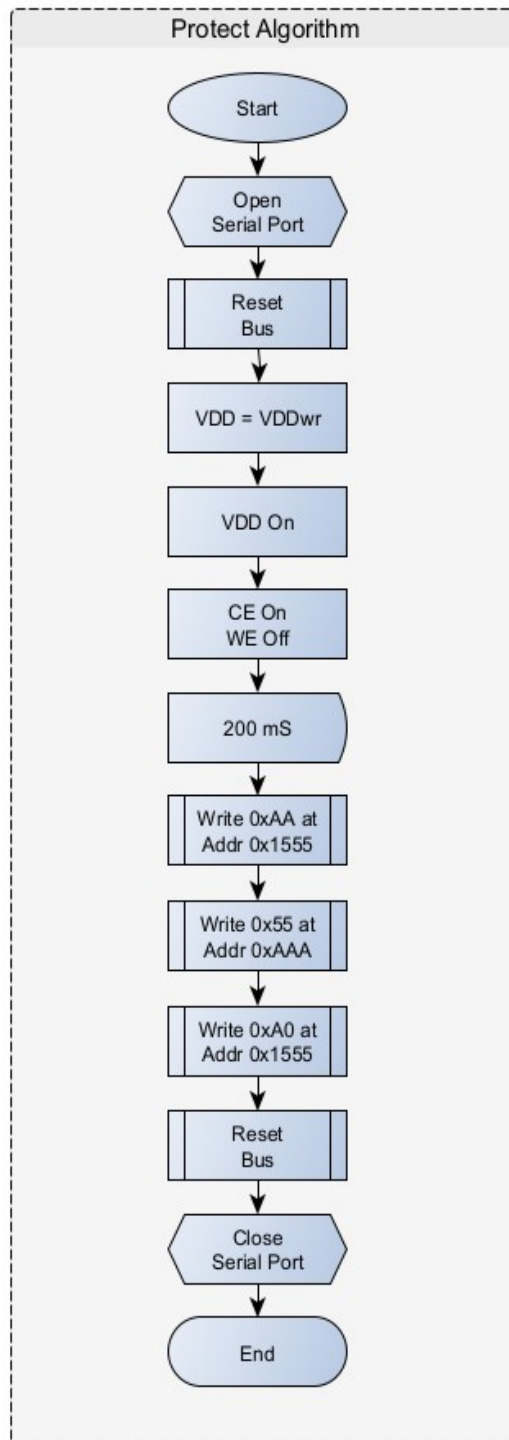 Protect Algorithm
Start
Open
Serial Port
Reset
Bus
VDD = VDDwr
VDD On
CE On
WE Off
200 mS
Write 0xAA at
Addr 0x1555
Write 0x55 at
Addr 0xAAA
Write 0xA0 at
Addr 0x1555
Reset
Bus
Close
Serial Port
End